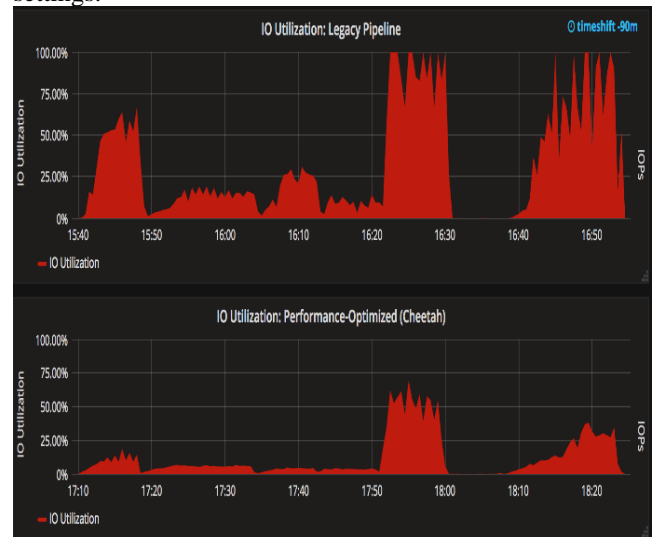 settings.
IO Utilization: Legacy Pipeline
timeshift -90m
100.00%
75.00%
50.00%
25.00%
0%
IO Utilization
IOPs
15:40 15:50 16:00 16:10 16:20 16:30 16:40 16:50
IO Utilization
IO Utilization: Performance-Optimized (Cheetah)
100.00%
75.00%
50.00%
25.00%
0%
IO Utilization
IOPs
17:10 17:20 17:30 17:40 17:50 18:00 18:10 18:20
IO Utilization